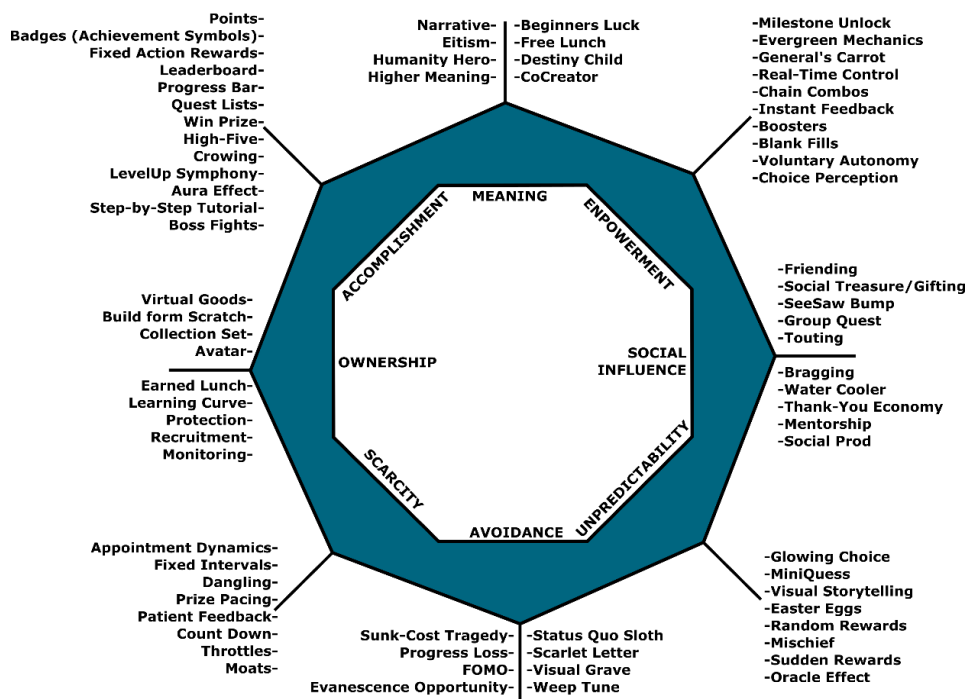 Points-
Badges (Achievement Symbols)-
Fixed Action Rewards-
Leaderboard-
Progress Bar-
Quest Lists-
Win Prize-
High-Five-
Crowing-
LevelUp Symphony-
Aura Effect-
Step-by-Step Tutorial-
Boss Fights-
Narrative-
Eitism-
Humanity Hero-
Higher Meaning-
-Beginners Luck
-Free Lunch
-Destiny Child
-CoCreator
-Milestone Unlock
-Evergreen Mechanics
-General's Carrot
-Real-Time Control
-Chain Combos
-Instant Feedback
-Boosters
-Blank Fills
-Voluntary Autonomy
-Choice Perception
ACCOMPLISHMENT
MEANING
ENPOWERMENT
Virtual Goods-
Build form Scratch-
Collection Set-
Avatar-
Earned Lunch-
Learning Curve-
Protection-
Recruitment-
Monitoring-
OWNERSHIP
SOCIAL
INFLUENCE
-Friending
-Social Treasure/Gifting
-SeeSaw Bump
-Group Quest
-Touting
-Bragging
-Water Cooler
-Thank-You Economy
-Mentorship
-Social Prod
SCARCITY
AVOIDANCE
UNPREDICTABILITY
Appointment Dynamics-
Fixed Intervals-
Dangling-
Prize Pacing-
Patient Feedback-
Count Down-
Throttles-
Moats-
Sunk-Cost Tragedy-
Progress Loss-
FOMO-
Evanescence Opportunity-
-Status Quo Sloth
-Scarlet Letter
-Visual Grave
-Weep Tune
-Glowing Choice
-MiniQuess
-Visual Storytelling
-Easter Eggs
-Random Rewards
-Mischief
-Sudden Rewards
-Oracle Effect